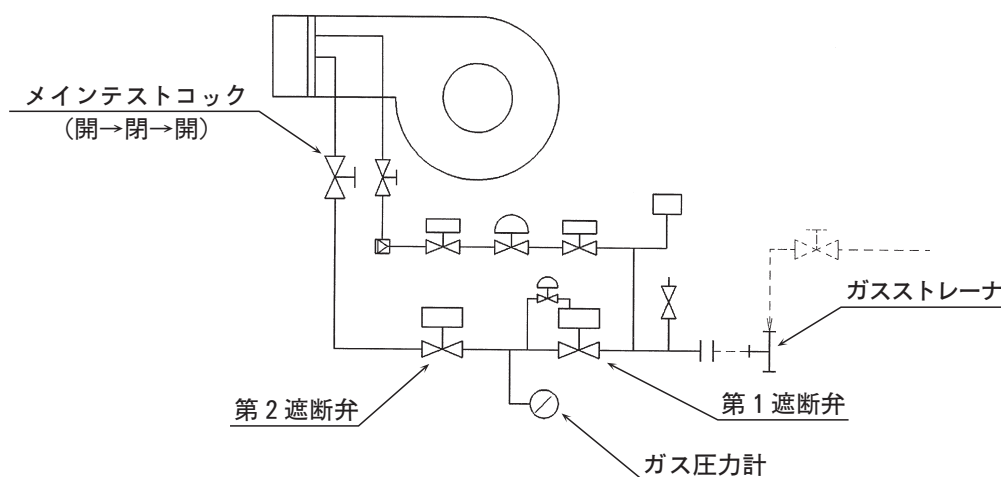 メインテストコック
（開→閉→開）
ガスストレーナ
第2遮断弁
第1遮断弁
ガス圧力計